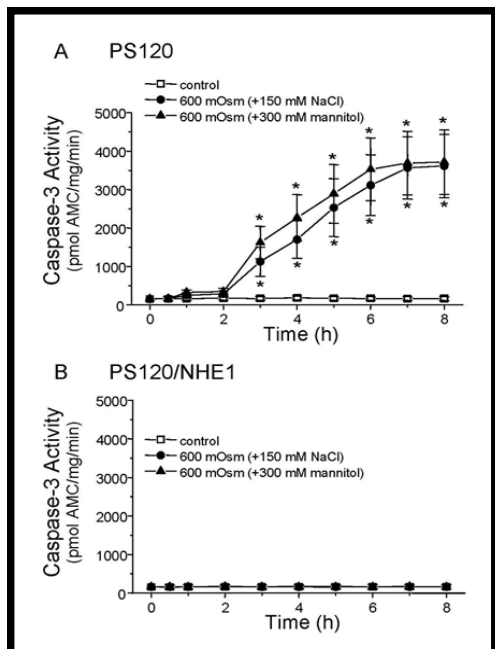 A PS120
control
600 mOsm (+150 mM NaCl)
600 mOsm (+300 mannitol)
Caspase-3 Activity
(pmol AMC/mg/min)
5000
4000
3000
2000
1000
0
* * * * * *
* * * * * *
0 2 4 6 8
Time (h)
B PS120/NHE1
control
600 mOsm (+150 mM NaCl)
600 mOsm (+300 mM mannitol)
Caspase-3 Activity
(pmol AMC/mg/min)
5000
4000
3000
2000
1000
0
0 2 4 6 8
Time (h)